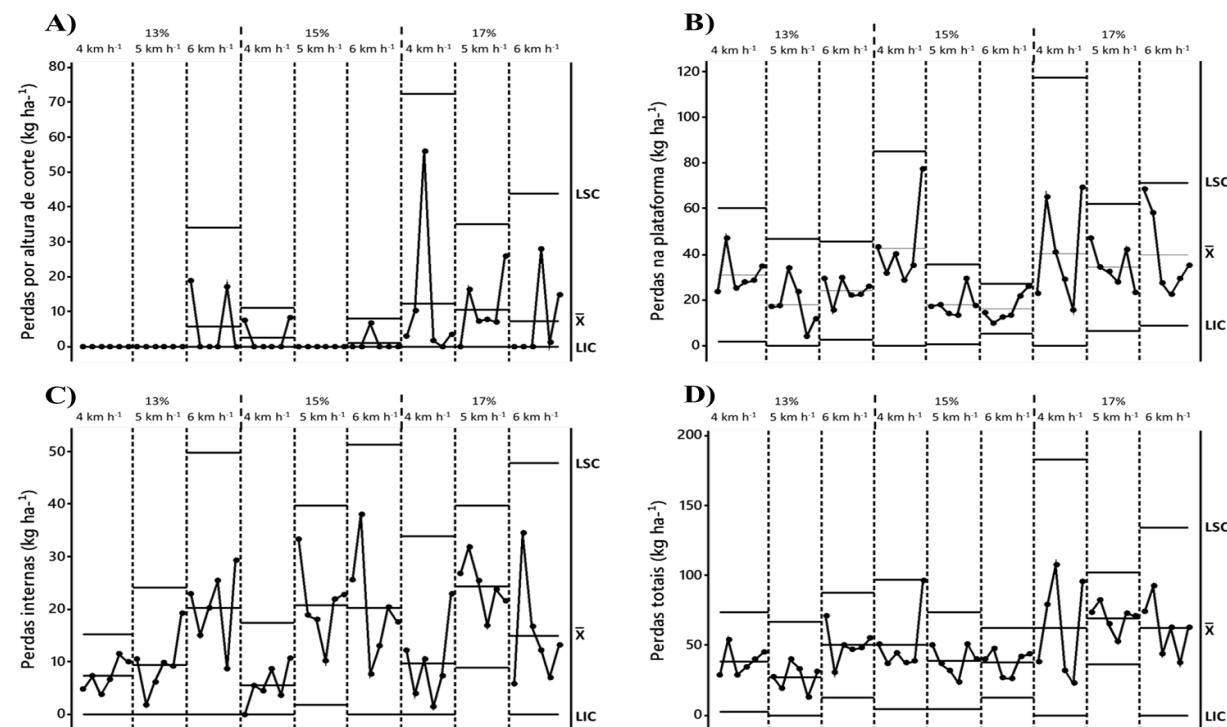 A)
13% 15% 17%
4 km h-1 5 km h-1 6 km h-1 4 km h-1 5 km h-1 6 km h-1 4 km h-1 5 km h-1 6 km h-1
Perdas por altura de corte (kg ha-1)
80
70
60
50
40
30
20
10
0
LSC
X̅
LIC
B)
13% 15% 17%
4 km h-1 5 km h-1 6 km h-1 4 km h-1 5 km h-1 6 km h-1 4 km h-1 5 km h-1 6 km h-1
Perdas na plataforma (kg ha-1)
120
100
80
60
40
20
0
LSC
X̅
LIC
C)
13% 15% 17%
4 km h-1 5 km h-1 6 km h-1 4 km h-1 5 km h-1 6 km h-1 4 km h-1 5 km h-1 6 km h-1
Perdas internas (kg ha-1)
50
40
30
20
10
0
LSC
X̅
LIC
D)
13% 15% 17%
4 km h-1 5 km h-1 6 km h-1 4 km h-1 5 km h-1 6 km h-1 4 km h-1 5 km h-1 6 km h-1
Perdas totais (kg ha-1)
200
150
100
50
0
LSC
X̅
LIC